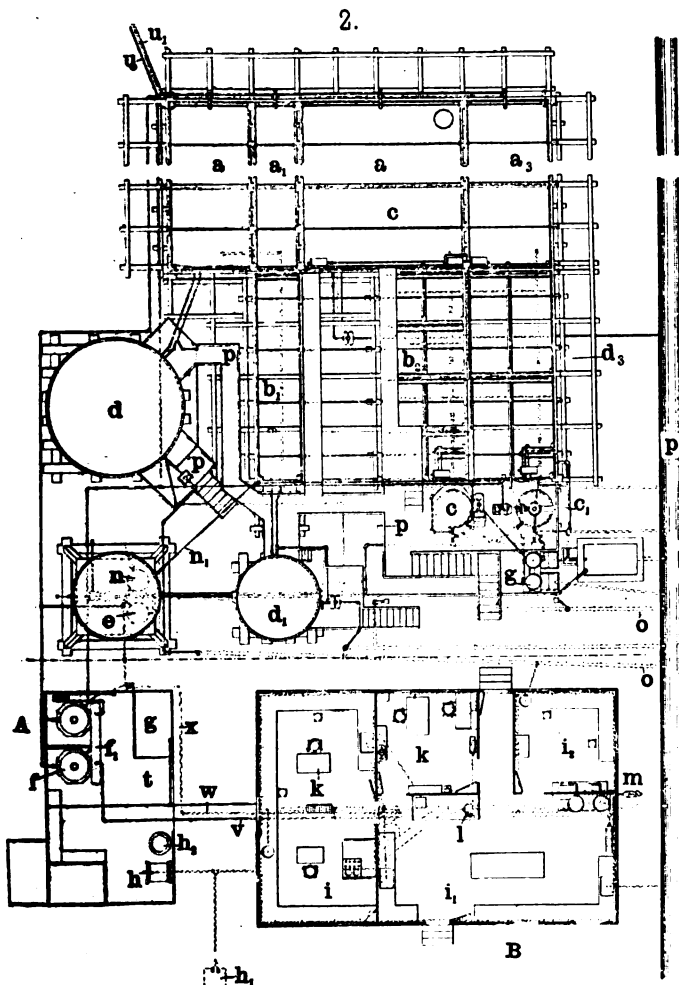 2.
u₁
u
a a₁ a a₃
c
d₃
p
b₁ b₂
d
p
p
p
c c₁
n₁
n
e
d₁
g
o
o
A
g
f₁
f
t
x
k k i₂
m
w
v
l
h₂
h
i i₁
B
h₁